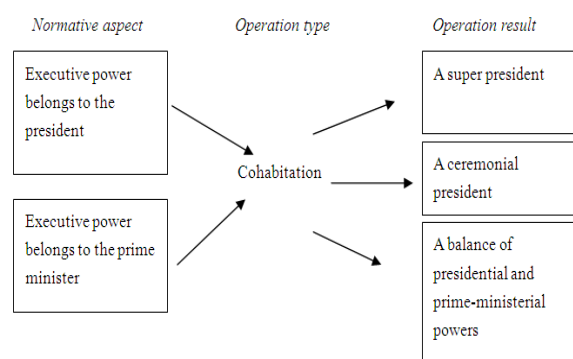 Normative aspect
Operation type
Operation result
Executive power
belongs to the
president
Executive power
belongs to the prime
minister
Cohabitation
A super president
A ceremonial
president
A balance of
presidential and
prime-ministerial
powers